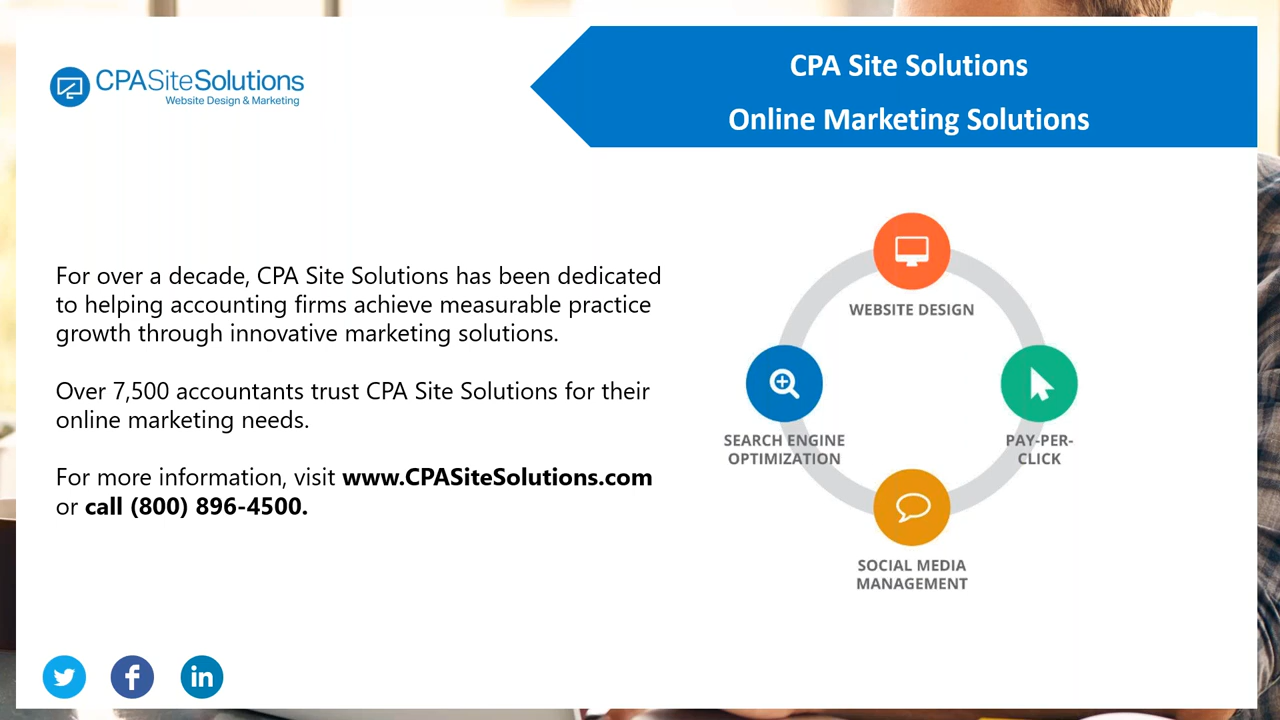 CPASiteSolutions
Website Design & Marketing
CPA Site Solutions
Online Marketing Solutions
For over a decade, CPA Site Solutions has been dedicated
to helping accounting firms achieve measurable practice
growth through innovative marketing solutions.
Over 7,500 accountants trust CPA Site Solutions for their
online marketing needs.
For more information, visit www.CPASiteSolutions.com
or call (800) 896-4500.
WEBSITE DESIGN
SEARCH ENGINE
OPTIMIZATION
PAY-PER-
CLICK
SOCIAL MEDIA
MANAGEMENT
f
in